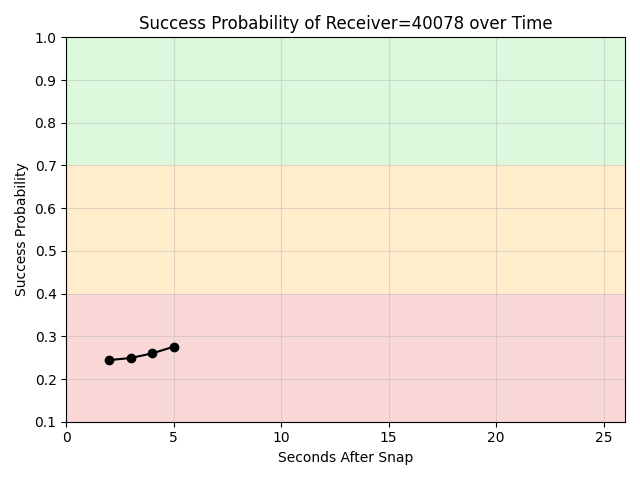 Success Probability of Receiver=40078 over Time
1.0
0.9
0.8
0.7
0.6
0.5
0.4
0.3
0.2
0.1
Success Probability
0 5 10 15 20 25
Seconds After Snap